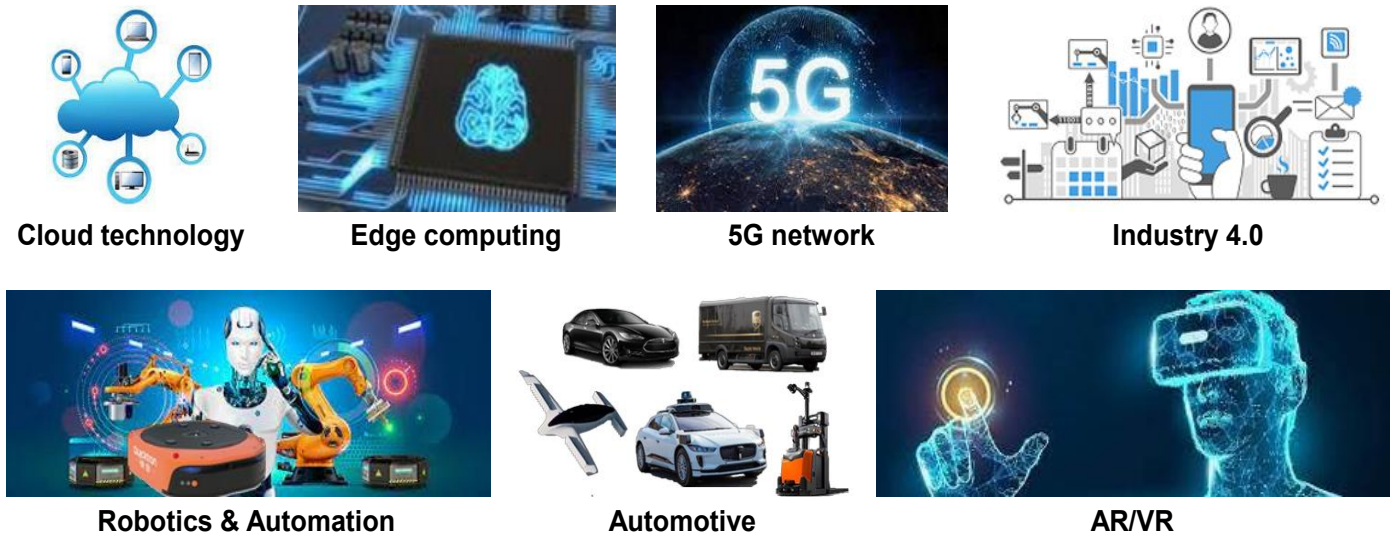 5G
Cloud technology
Edge computing
5G network
Industry 4.0
Robotics & Automation
Automotive
AR/VR